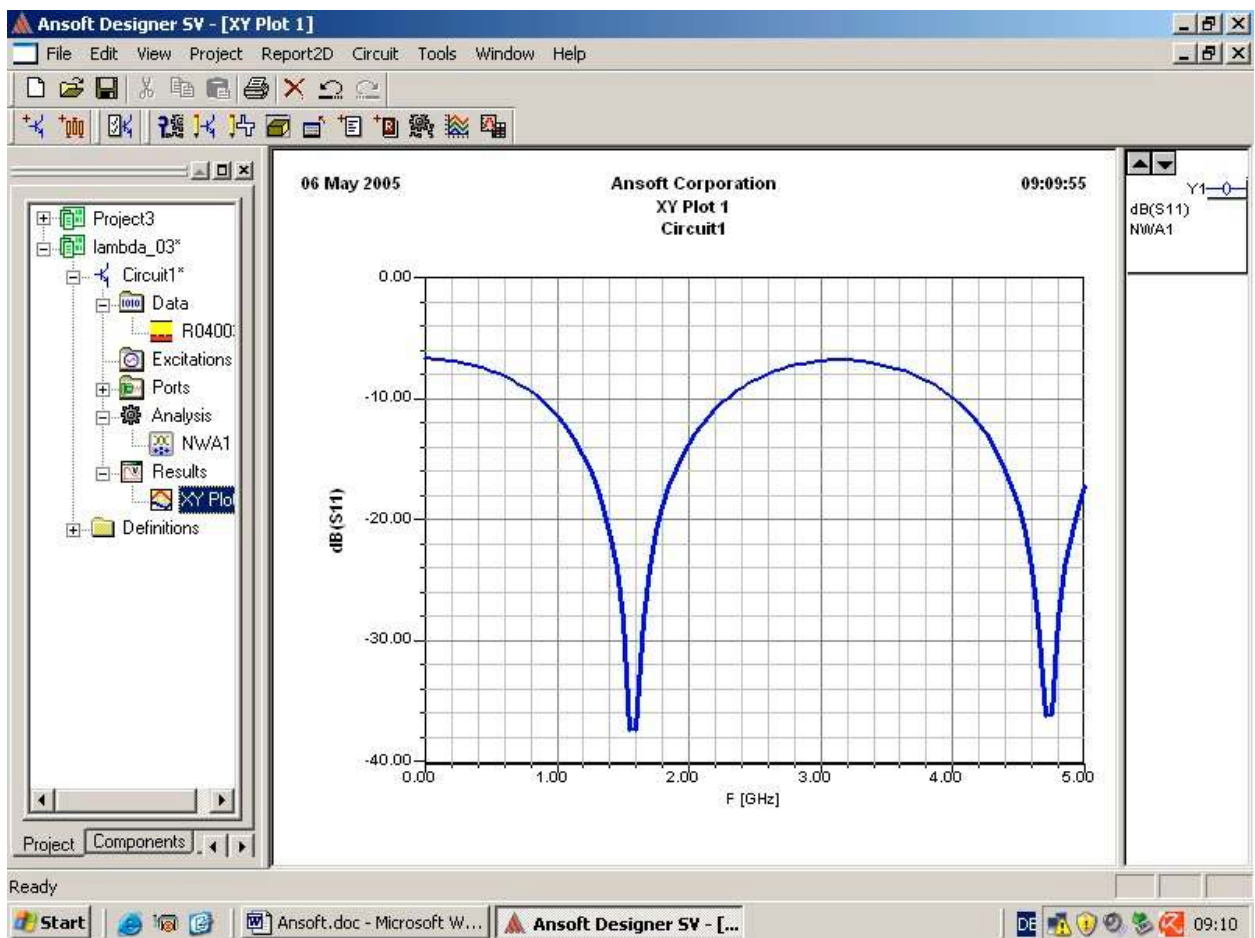 Ansoft Designer SV - [XY Plot 1]
File Edit View Project Report2D Circuit Tools Window Help
06 May 2005
Ansoft Corporation
09:09:55
XY Plot 1
Circuit1
Y1
dB(S11)
NWA1
Project3
lambda_03*
Circuit1*
Data
R0400
Excitations
Ports
Analysis
NWA1
Results
XY Plo
Definitions
Project Components
0.00
-10.00
-20.00
-30.00
-40.00
dB(S11)
0.00 1.00 2.00 3.00 4.00 5.00
F [GHz]
Ready
Start Ansoft.doc - Microsoft W... Ansoft Designer SV - [... DE 09:10